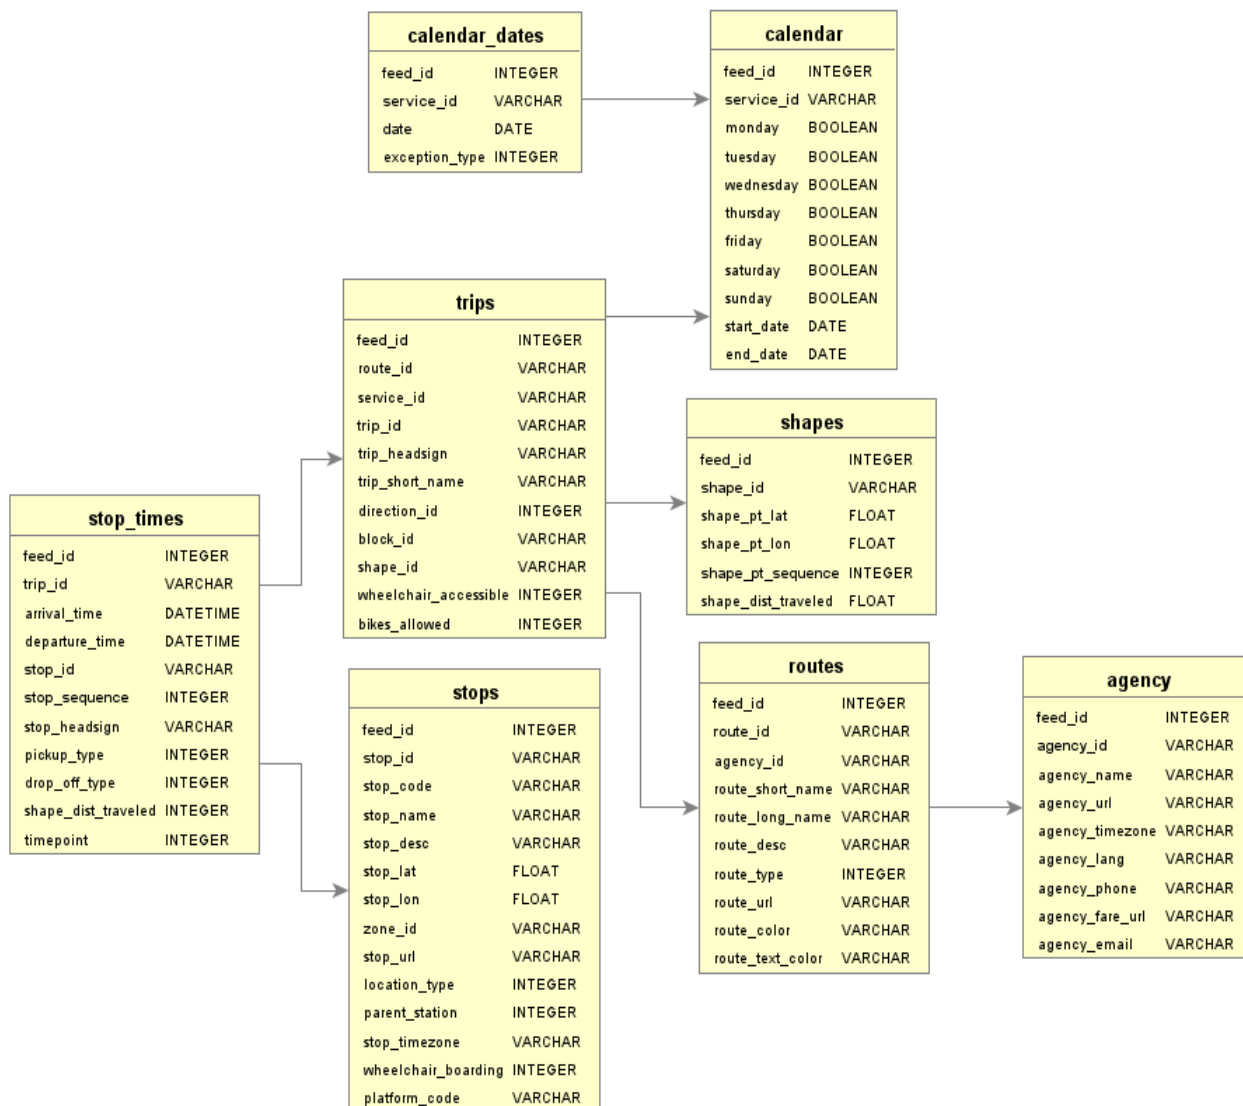 calendar_dates
feed_id INTEGER
service_id VARCHAR
date DATE
exception_type INTEGER
calendar
feed_id INTEGER
service_id VARCHAR
monday BOOLEAN
tuesday BOOLEAN
wednesday BOOLEAN
thursday BOOLEAN
friday BOOLEAN
saturday BOOLEAN
sunday BOOLEAN
start_date DATE
end_date DATE
trips
feed_id INTEGER
route_id VARCHAR
service_id VARCHAR
trip_id VARCHAR
trip_headsign VARCHAR
trip_short_name VARCHAR
direction_id INTEGER
block_id VARCHAR
shape_id VARCHAR
wheelchair_accessible INTEGER
bikes_allowed INTEGER
shapes
feed_id INTEGER
shape_id VARCHAR
shape_pt_lat FLOAT
shape_pt_lon FLOAT
shape_pt_sequence INTEGER
shape_dist_traveled FLOAT
stop_times
feed_id INTEGER
trip_id VARCHAR
arrival_time DATETIME
departure_time DATETIME
stop_id VARCHAR
stop_sequence INTEGER
stop_headsign VARCHAR
pickup_type INTEGER
drop_off_type INTEGER
shape_dist_traveled INTEGER
timepoint INTEGER
stops
feed_id INTEGER
stop_id VARCHAR
stop_code VARCHAR
stop_name VARCHAR
stop_desc VARCHAR
stop_lat FLOAT
stop_lon FLOAT
zone_id VARCHAR
stop_url VARCHAR
location_type INTEGER
parent_station INTEGER
stop_timezone VARCHAR
wheelchair_boarding INTEGER
platform_code VARCHAR
routes
feed_id INTEGER
route_id VARCHAR
agency_id VARCHAR
route_short_name VARCHAR
route_long_name VARCHAR
route_desc VARCHAR
route_type INTEGER
route_url VARCHAR
route_color VARCHAR
route_text_color VARCHAR
agency
feed_id INTEGER
agency_id VARCHAR
agency_name VARCHAR
agency_url VARCHAR
agency_timezone VARCHAR
agency_lang VARCHAR
agency_phone VARCHAR
agency_fare_url VARCHAR
agency_email VARCHAR